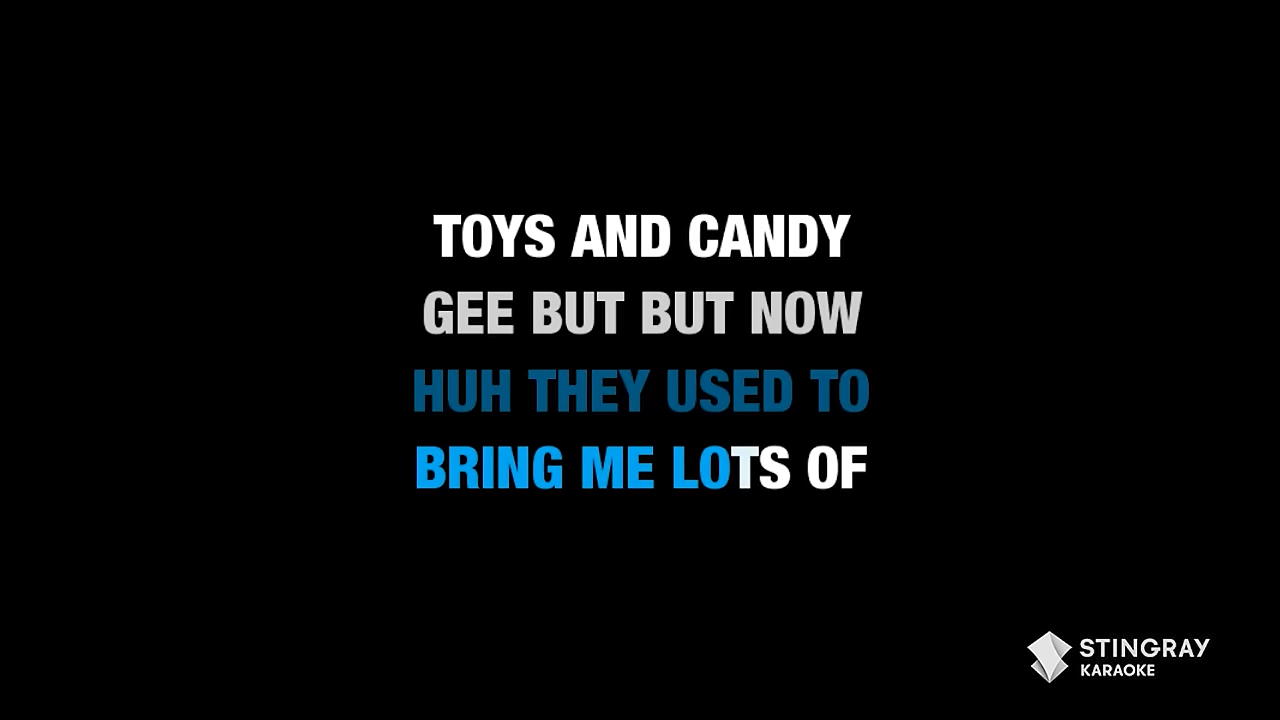 TOYS AND CANDY
GEE BUT BUT NOW
HUH THEY USED TO
BRING ME LOTS OF
STINGRAY
KARAOKE